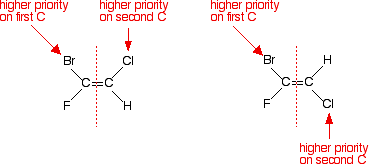 higher priority
on first C
higher priority
on second C
Br
Cl
C
C
F
H
higher priority
on first C
Br
H
C
C
F
Cl
higher priority
on second C